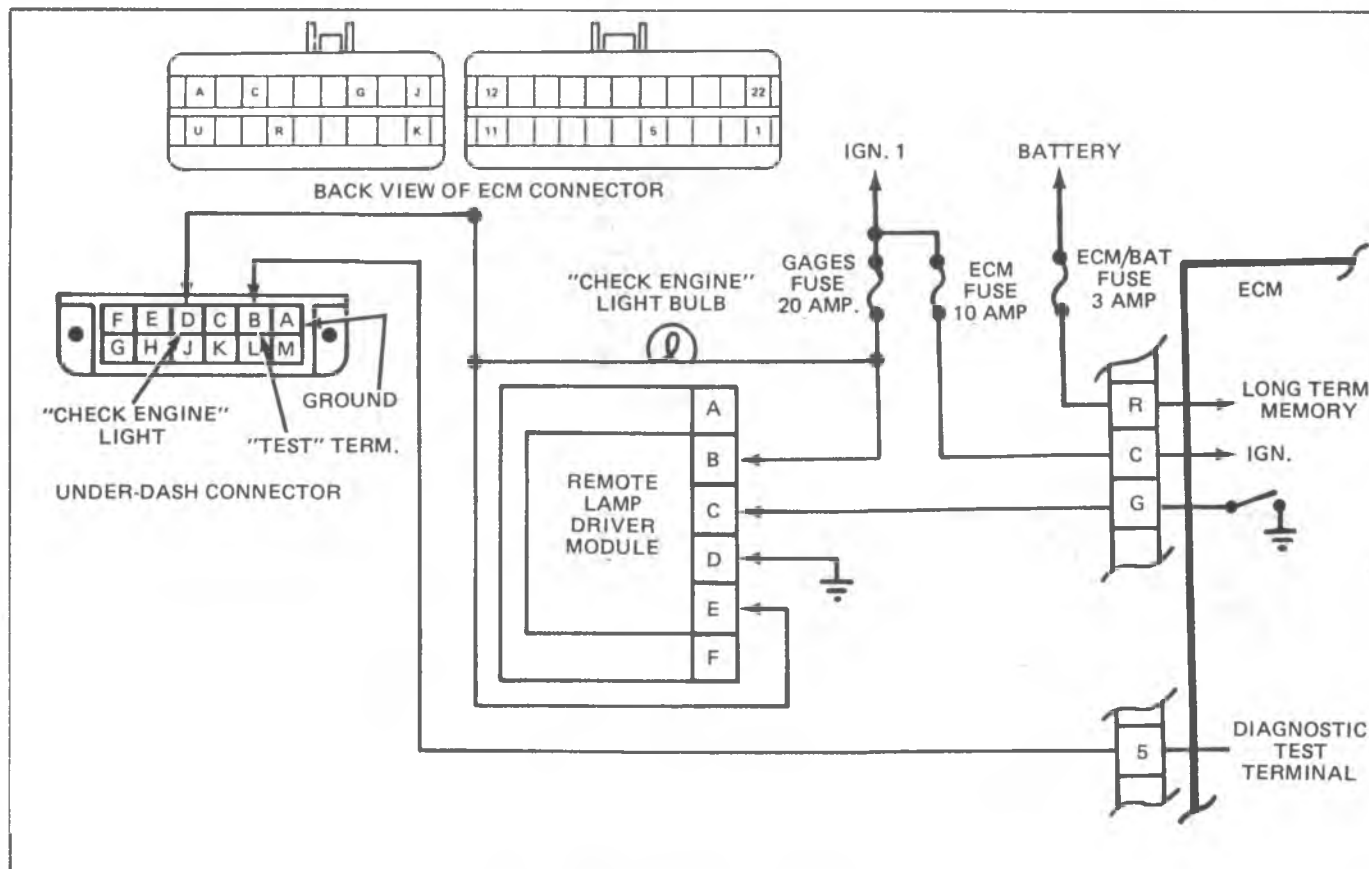 A C G J
U R K
12 22
11 5 1
BACK VIEW OF ECM CONNECTOR
IGN. 1
BATTERY
GAGES
FUSE
20 AMP.
ECM
FUSE
10 AMP
ECM/BAT
FUSE
3 AMP
ECM
"CHECK ENGINE"
LIGHT BULB
F E D C B A
G H J K L M
"CHECK ENGINE"
LIGHT
GROUND
"TEST" TERM.
UNDER-DASH CONNECTOR
REMOTE
LAMP
DRIVER
MODULE
A
B
C
D
E
F
R
C
G
LONG TERM
MEMORY
IGN.
5
DIAGNOSTIC
TEST
TERMINAL